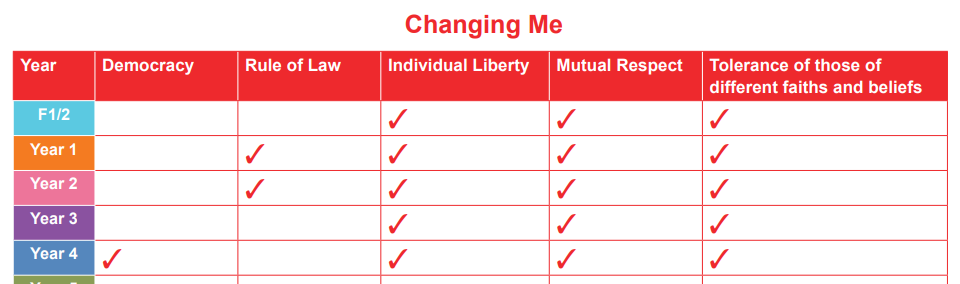 Changing Me
Year Democracy Rule of Law Individual Liberty Mutual Respect Tolerance of those of
different faiths and beliefs
F1/2 ✓ ✓ ✓
Year 1 ✓ ✓ ✓ ✓
Year 2 ✓ ✓ ✓ ✓
Year 3 ✓ ✓ ✓
Year 4 ✓ ✓ ✓ ✓